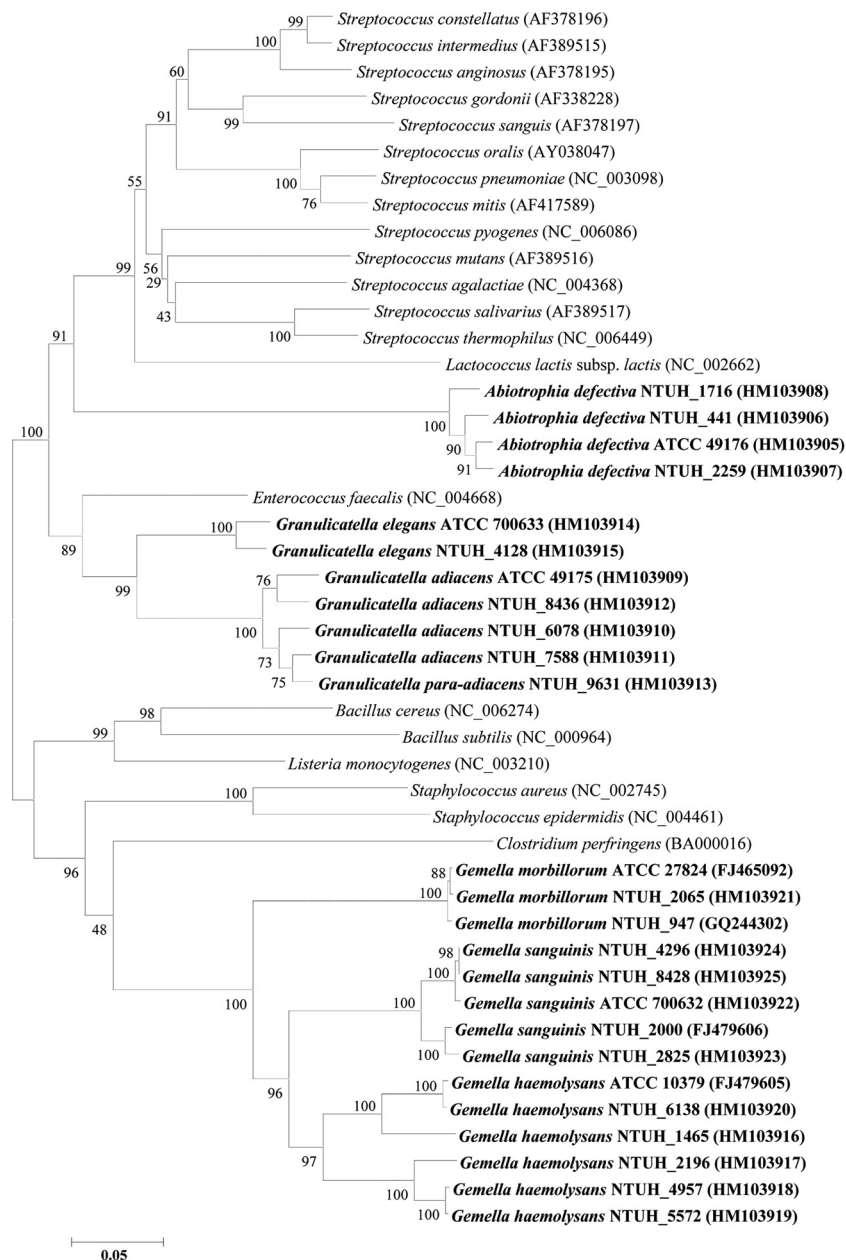 99 Streptococcus constellatus (AF378196)
100 Streptococcus intermedius (AF389515)
60 Streptococcus anginosus (AF378195)
Streptococcus gordonii (AF338228)
91 99 Streptococcus sanguis (AF378197)
Streptococcus oralis (AY038047)
55 100 Streptococcus pneumoniae (NC_003098)
76 Streptococcus mitis (AF417589)
Streptococcus pyogenes (NC_006086)
99 56 Streptococcus mutans (AF389516)
29 Streptococcus agalactiae (NC_004368)
43 Streptococcus salivarius (AF389517)
91 100 Streptococcus thermophilus (NC_006449)
Lactococcus lactis subsp. lactis (NC_002662)
Abiotrophia defectiva NTUH_1716 (HM103908)
100 100 Abiotrophia defectiva NTUH_441 (HM103906)
90 Abiotrophia defectiva ATCC 49176 (HM103905)
91 Abiotrophia defectiva NTUH_2259 (HM103907)
Enterococcus faecalis (NC_004668)
100 Granulicatella elegans ATCC 700633 (HM103914)
89 Granulicatella elegans NTUH_4128 (HM103915)
99 76 Granulicatella adiacens ATCC 49175 (HM103909)
Granulicatella adiacens NTUH_8436 (HM103912)
100 Granulicatella adiacens NTUH_6078 (HM103910)
73 Granulicatella adiacens NTUH_7588 (HM103911)
75 Granulicatella para-adiacens NTUH_9631 (HM103913)
98 Bacillus cereus (NC_006274)
99 Bacillus subtilis (NC_000964)
Listeria monocytogenes (NC_003210)
100 Staphylococcus aureus (NC_002745)
Staphylococcus epidermidis (NC_004461)
Clostridium perfringens (BA000016)
96 88 Gemella morbillorum ATCC 27824 (FJ465092)
100 Gemella morbillorum NTUH_2065 (HM103921)
48 Gemella morbillorum NTUH_947 (GQ244302)
98 Gemella sanguinis NTUH_4296 (HM103924)
100 Gemella sanguinis NTUH_8428 (HM103925)
100 100 Gemella sanguinis ATCC 700632 (HM103922)
Gemella sanguinis NTUH_2000 (FJ479606)
100 Gemella sanguinis NTUH_2825 (HM103923)
96 100 Gemella haemolysans ATCC 10379 (FJ479605)
100 Gemella haemolysans NTUH_6138 (HM103920)
Gemella haemolysans NTUH_1465 (HM103916)
97 Gemella haemolysans NTUH_2196 (HM103917)
100 Gemella haemolysans NTUH_4957 (HM103918)
100 Gemella haemolysans NTUH_5572 (HM103919)
0.05